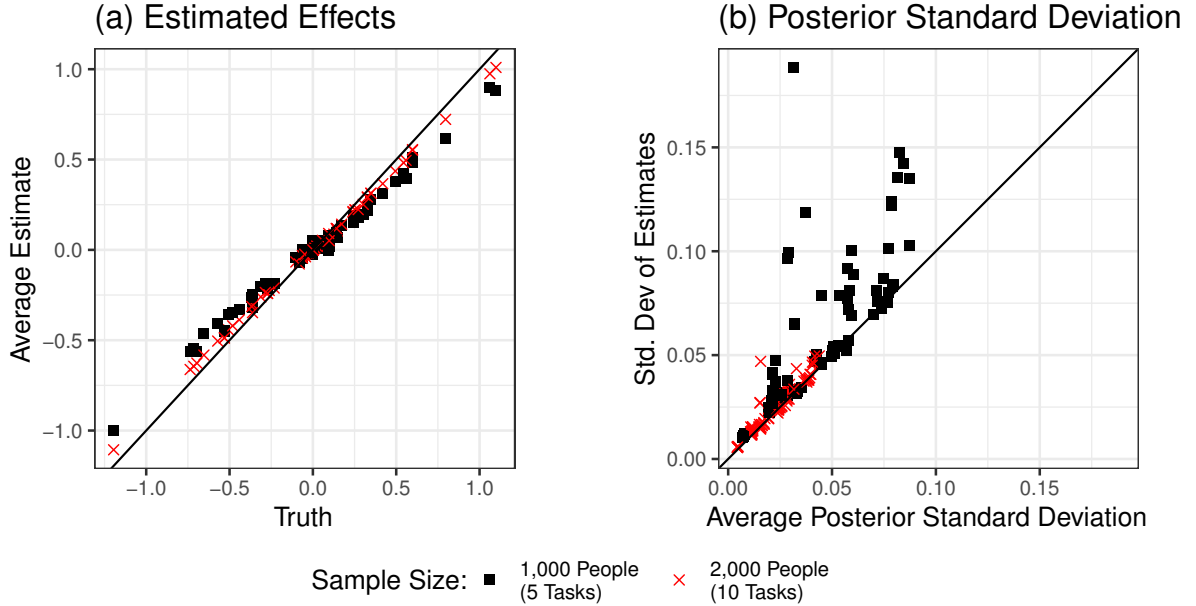 (a) Estimated Effects
(b) Posterior Standard Deviation
Average Estimate
1.0
0.5
0.0
−0.5
−1.0
−1.0
−0.5
0.0
0.5
1.0
Truth
Std. Dev of Estimates
0.15
0.10
0.05
0.00
0.00
0.05
0.10
0.15
Average Posterior Standard Deviation
Sample Size:
1,000 People
(5 Tasks)
2,000 People
(10 Tasks)